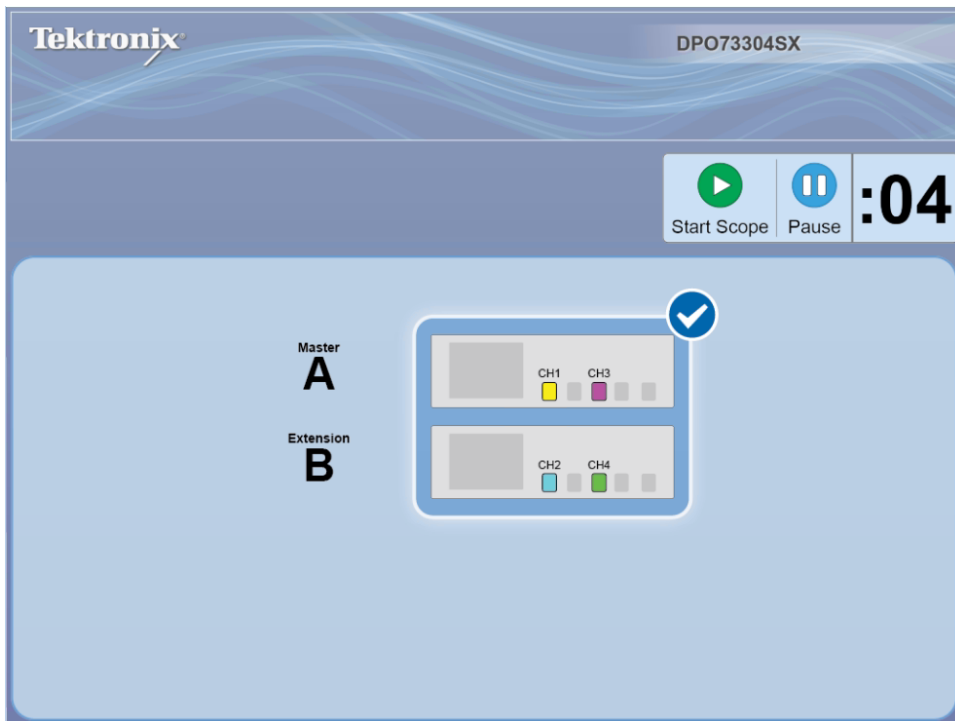 Tektronix
DPO73304SX
:04
Start Scope Pause
Master
A
CH1 CH3
Extension
B
CH2 CH4